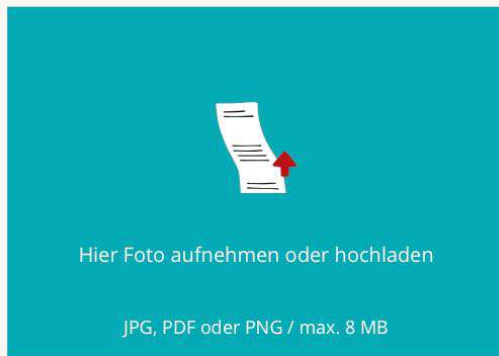 Hier Foto aufnehmen oder hochladen
JPG, PDF oder PNG / max. 8 MB